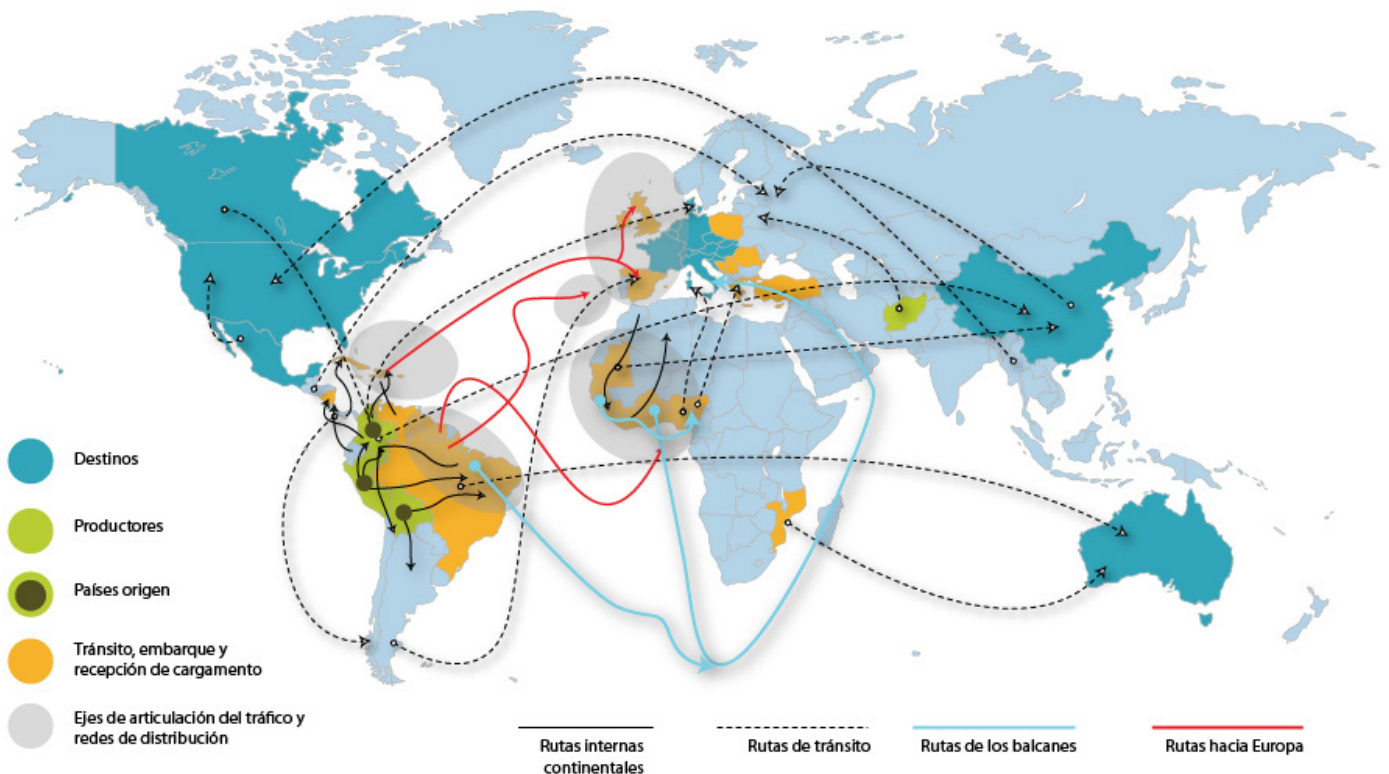 Destinos
Productores
Países origen
Tránsito, embarque y
recepción de cargamento
Ejes de articulación del tráfico y
redes de distribución
Rutas internas
continentales
Rutas de tránsito
Rutas de los balcanes
Rutas hacia Europa